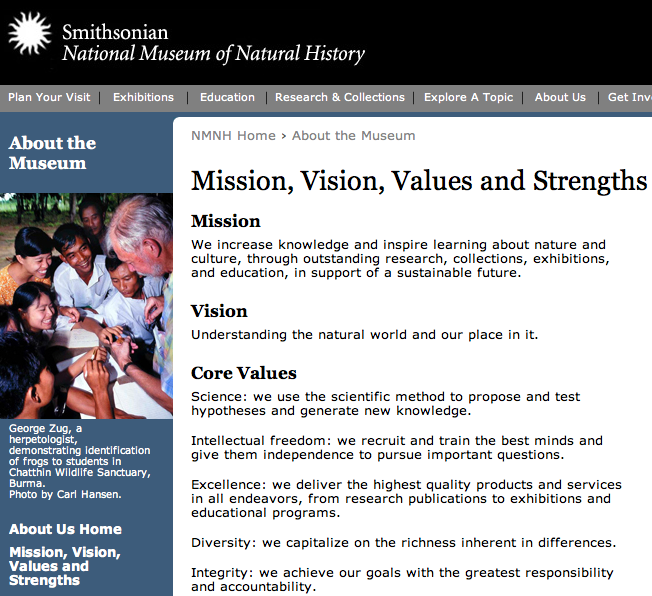 Smithsonian
National Museum of Natural History
Plan Your Visit | Exhibitions | Education | Research & Collections | Explore A Topic | About Us | Get Inv
About the
Museum
NMNH Home › About the Museum
Mission, Vision, Values and Strengths
Mission
We increase knowledge and inspire learning about nature and
culture, through outstanding research, collections, exhibitions,
and education, in support of a sustainable future.
Vision
Understanding the natural world and our place in it.
Core Values
Science: we use the scientific method to propose and test
hypotheses and generate new knowledge.
Intellectual freedom: we recruit and train the best minds and
give them independence to pursue important questions.
Excellence: we deliver the highest quality products and services
in all endeavors, from research publications to exhibitions and
educational programs.
Diversity: we capitalize on the richness inherent in differences.
Integrity: we achieve our goals with the greatest responsibility
and accountability.
George Zug, a
herpetologist,
demonstrating identification
of frogs to students in
Chatthin Wildlife Sanctuary,
Burma.
Photo by Carl Hansen.
About Us Home
Mission, Vision,
Values and
Strengths